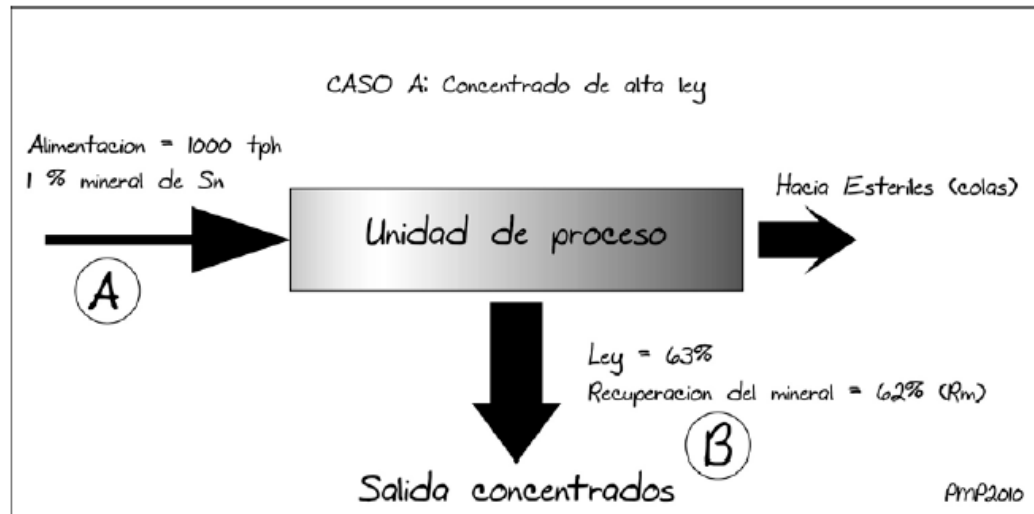 CASO A: Concentrado de alta ley
Alimentacion = 1000 tph
1 % mineral de Sn
Hacia Esteriles (colas)
Unidad de proceso
A
Ley = 63%
Recuperacion del mineral = 62% (Rm)
B
Salida concentrados
PMP2010